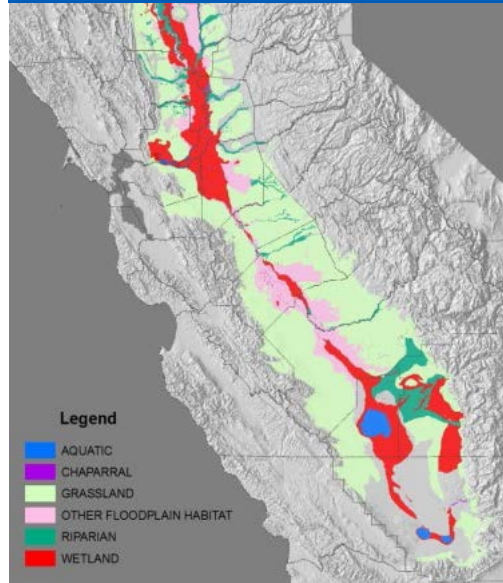 Legend
AQUATIC
CHAPARRAL
GRASSLAND
OTHER FLOODPLAIN HABITAT
RIPARIAN
WETLAND